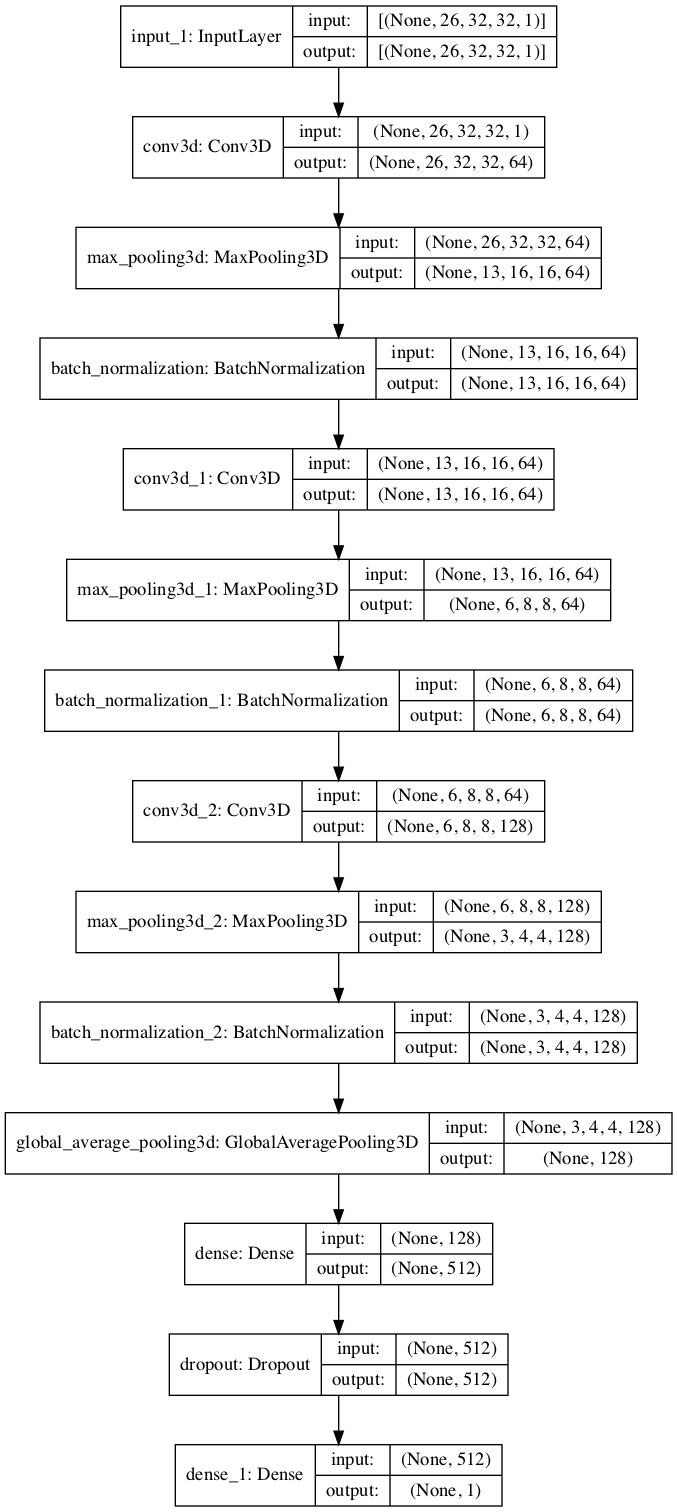 input_1: InputLayer
input: [(None, 26, 32, 32, 1)]
output: [(None, 26, 32, 32, 1)]
conv3d: Conv3D
input: (None, 26, 32, 32, 1)
output: (None, 26, 32, 32, 64)
max_pooling3d: MaxPooling3D
input: (None, 26, 32, 32, 64)
output: (None, 13, 16, 16, 64)
batch_normalization: BatchNormalization
input: (None, 13, 16, 16, 64)
output: (None, 13, 16, 16, 64)
conv3d_1: Conv3D
input: (None, 13, 16, 16, 64)
output: (None, 13, 16, 16, 64)
max_pooling3d_1: MaxPooling3D
input: (None, 13, 16, 16, 64)
output: (None, 6, 8, 8, 64)
batch_normalization_1: BatchNormalization
input: (None, 6, 8, 8, 64)
output: (None, 6, 8, 8, 64)
conv3d_2: Conv3D
input: (None, 6, 8, 8, 64)
output: (None, 6, 8, 8, 128)
max_pooling3d_2: MaxPooling3D
input: (None, 6, 8, 8, 128)
output: (None, 3, 4, 4, 128)
batch_normalization_2: BatchNormalization
input: (None, 3, 4, 4, 128)
output: (None, 3, 4, 4, 128)
global_average_pooling3d: GlobalAveragePooling3D
input: (None, 3, 4, 4, 128)
output: (None, 128)
dense: Dense
input: (None, 128)
output: (None, 512)
dropout: Dropout
input: (None, 512)
output: (None, 512)
dense_1: Dense
input: (None, 512)
output: (None, 1)